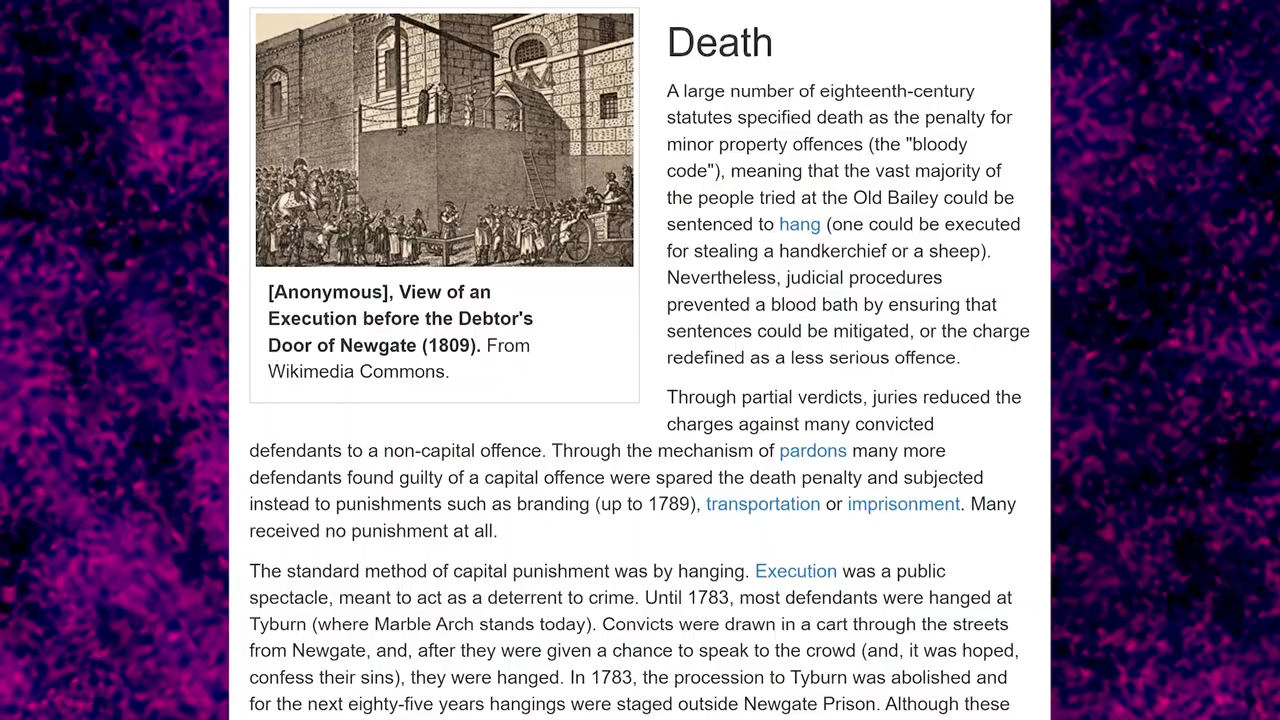 Death
A large number of eighteenth-century
statutes specified death as the penalty for
minor property offences (the "bloody
code"), meaning that the vast majority of
the people tried at the Old Bailey could be
sentenced to hang (one could be executed
for stealing a handkerchief or a sheep).
Nevertheless, judicial procedures
prevented a blood bath by ensuring that
sentences could be mitigated, or the charge
redefined as a less serious offence.
[Anonymous], View of an
Execution before the Debtor's
Door of Newgate (1809). From
Wikimedia Commons.
Through partial verdicts, juries reduced the
charges against many convicted
defendants to a non-capital offence. Through the mechanism of pardons many more
defendants found guilty of a capital offence were spared the death penalty and subjected
instead to punishments such as branding (up to 1789), transportation or imprisonment. Many
received no punishment at all.
The standard method of capital punishment was by hanging. Execution was a public
spectacle, meant to act as a deterrent to crime. Until 1783, most defendants were hanged at
Tyburn (where Marble Arch stands today). Convicts were drawn in a cart through the streets
from Newgate, and, after they were given a chance to speak to the crowd (and, it was hoped,
confess their sins), they were hanged. In 1783, the procession to Tyburn was abolished and
for the next eighty-five years hangings were staged outside Newgate Prison. Although these